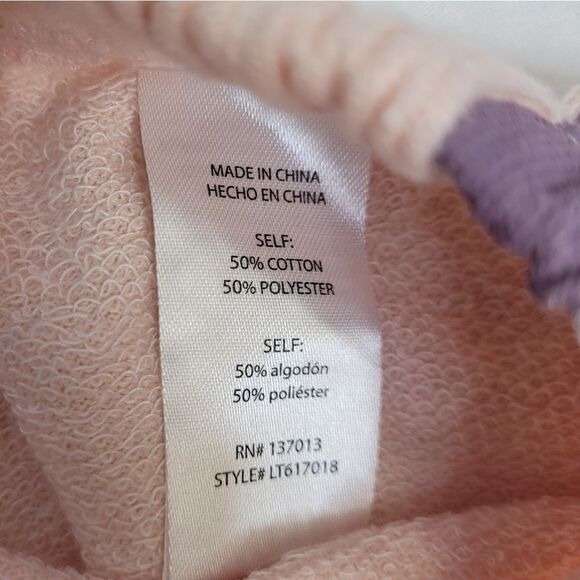 MADE IN CHINA
HECHO EN CHINA
SELF:
50% COTTON
50% POLYESTER
SELF:
50% algodón
50% poliéster
RN# 137013
STYLE# LT617018